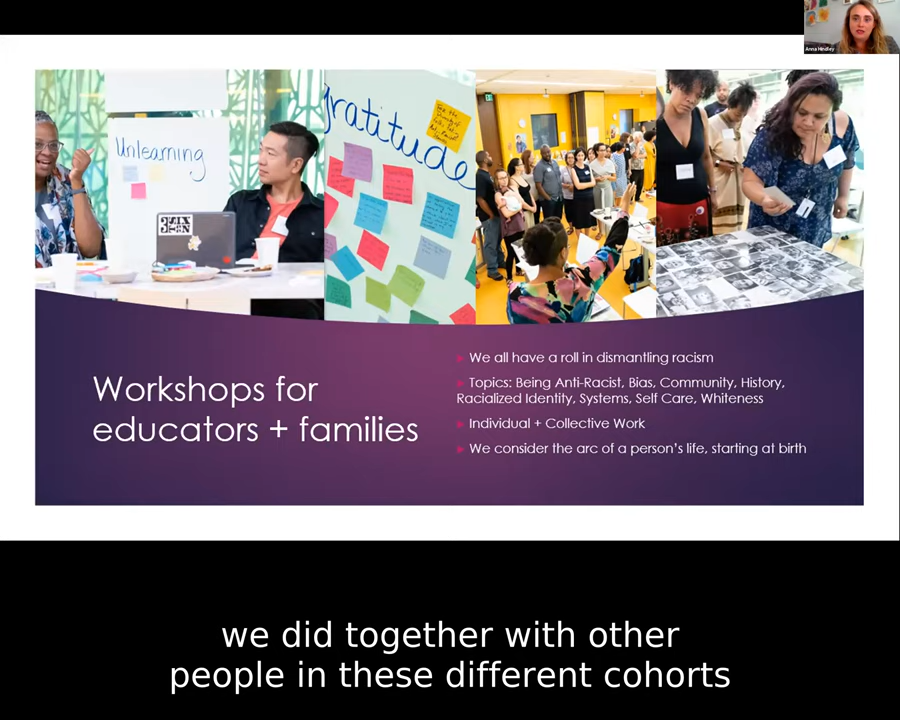 Anna Hindley
Unlearning
gratitude
Workshops for
educators + families
We all have a roll in dismantling racism
Topics: Being Anti-Racist, Bias, Community, History,
Racialized Identity, Systems, Self Care, Whiteness
Individual + Collective Work
We consider the arc of a person's life, starting at birth
we did together with other
people in these different cohorts